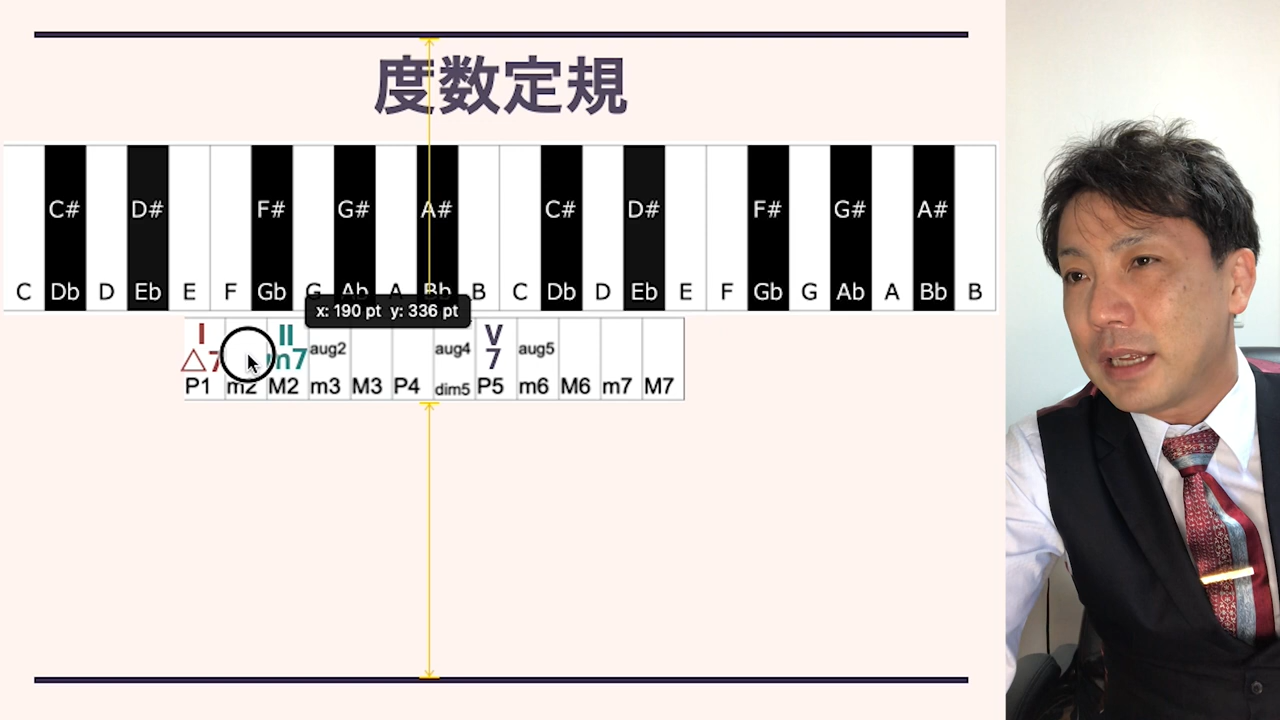 度数定規
C# D# F# G# A# C# D# F# G# A#
C Db D Eb E F Gb G Ab A Bb B C Db D Eb E F Gb G Ab A Bb B
x: 190 pt y: 336 pt
I II V
△7 m7 aug2 aug4 7 aug5
P1 m2 M2 m3 M3 P4 dim5 P5 m6 M6 m7 M7